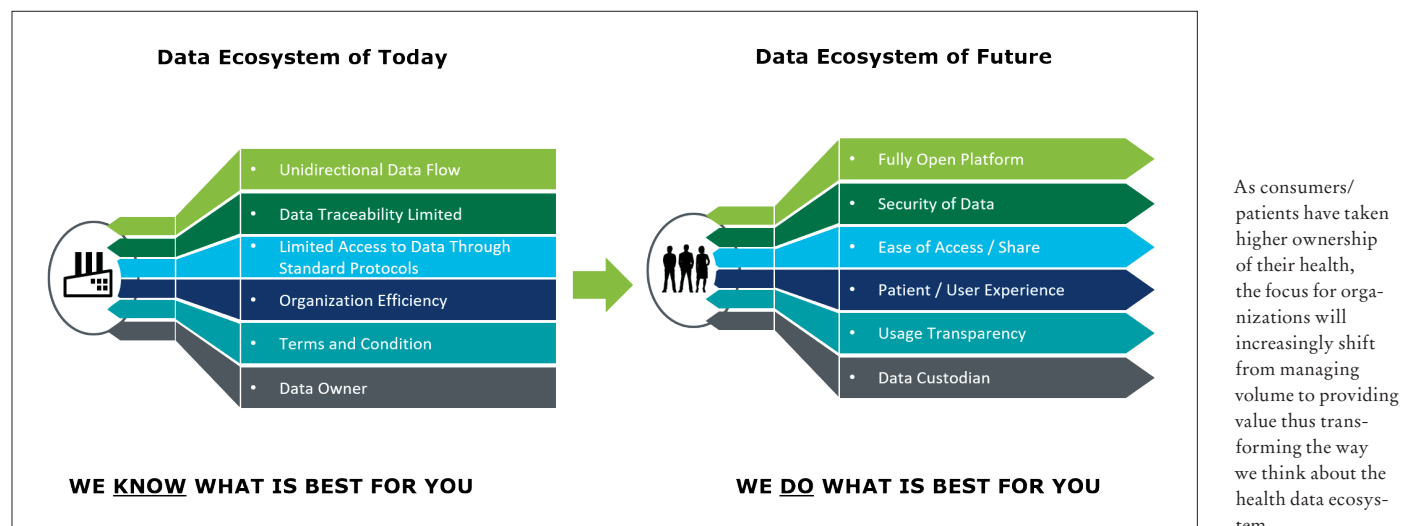 Data Ecosystem of Today
Unidirectional Data Flow
Data Traceability Limited
Limited Access to Data Through
Standard Protocols
Organization Efficiency
Terms and Condition
Data Owner
WE KNOW WHAT IS BEST FOR YOU
Data Ecosystem of Future
Fully Open Platform
Security of Data
Ease of Access / Share
Patient / User Experience
Usage Transparency
Data Custodian
WE DO WHAT IS BEST FOR YOU
As consumers/
patients have taken
higher ownership
of their health,
the focus for orga-
nizations will
increasingly shift
from managing
volume to providing
value thus trans-
forming the way
we think about the
health data ecosys-
tem